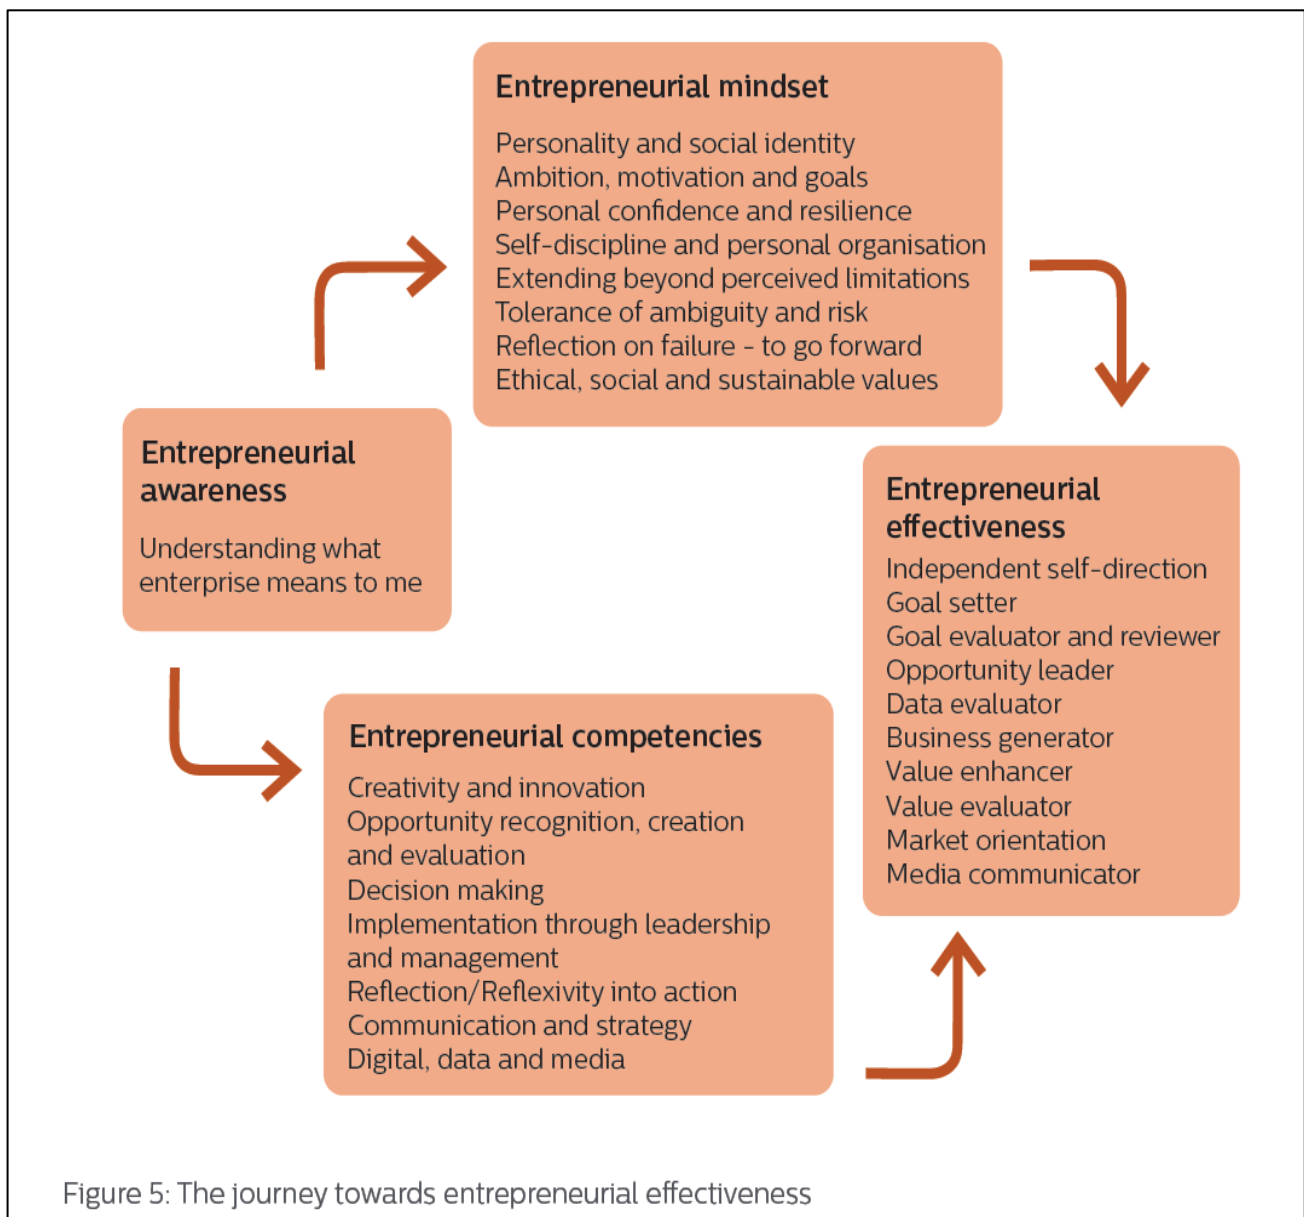 Entrepreneurial mindset
Personality and social identity
Ambition, motivation and goals
Personal confidence and resilience
Self-discipline and personal organisation
Extending beyond perceived limitations
Tolerance of ambiguity and risk
Reflection on failure - to go forward
Ethical, social and sustainable values
Entrepreneurial
awareness
Understanding what
enterprise means to me
Entrepreneurial competencies
Creativity and innovation
Opportunity recognition, creation
and evaluation
Decision making
Implementation through leadership
and management
Reflection/Reflexivity into action
Communication and strategy
Digital, data and media
Entrepreneurial
effectiveness
Independent self-direction
Goal setter
Goal evaluator and reviewer
Opportunity leader
Data evaluator
Business generator
Value enhancer
Value evaluator
Market orientation
Media communicator
Figure 5: The journey towards entrepreneurial effectiveness